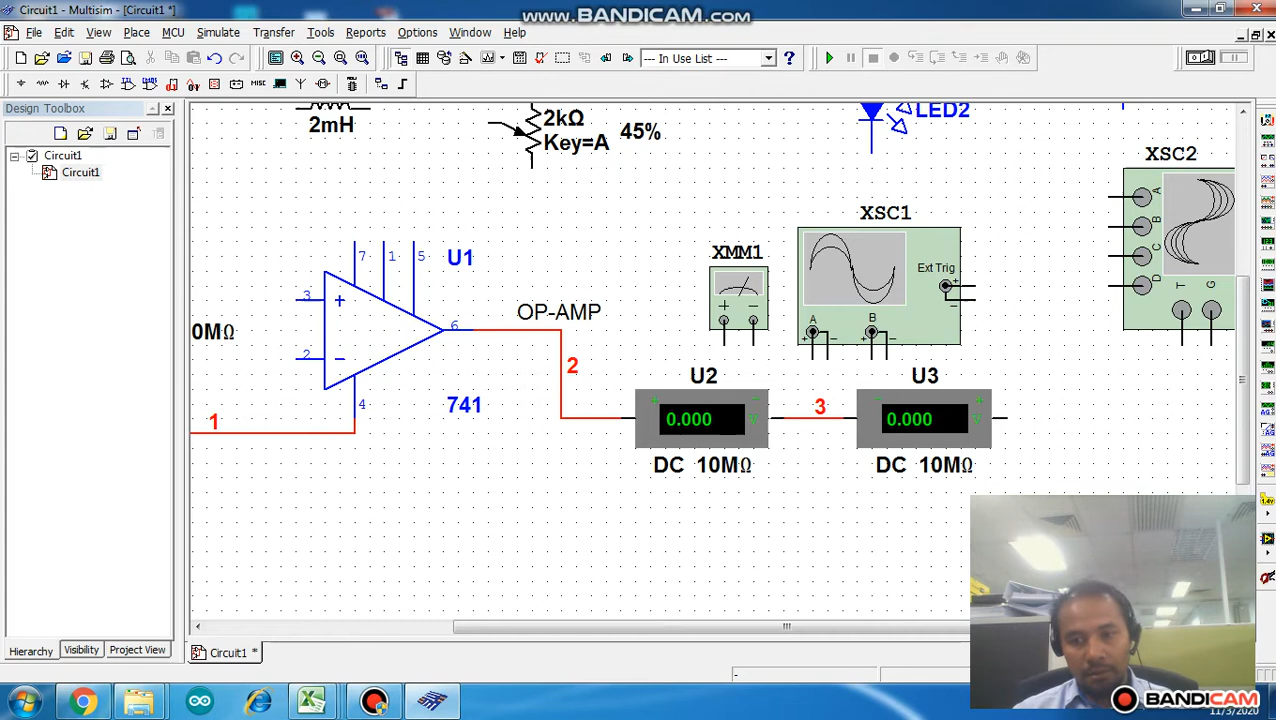 Circuit1 - Multisim - [Circuit1 *]
www.BANDICAM.com
File Edit View Place MCU Simulate Transfer Tools Reports Options Window Help
--- In Use List ---
Design Toolbox
Circuit1
Circuit1
2mH
2kΩ
Key=A
45%
LED2
XSC2
A
B
C
D
T
G
XSC1
Ext Trig
A
B
XMM1
7
1
5
U1
3
2
6
4
OP-AMP
0MΩ
741
1
2
U2
0.000
V
DC 10MΩ
3
U3
0.000
V
DC 10MΩ
Hierarchy Visibility Project View
Circuit1 *
BANDICAM
11/3/2020